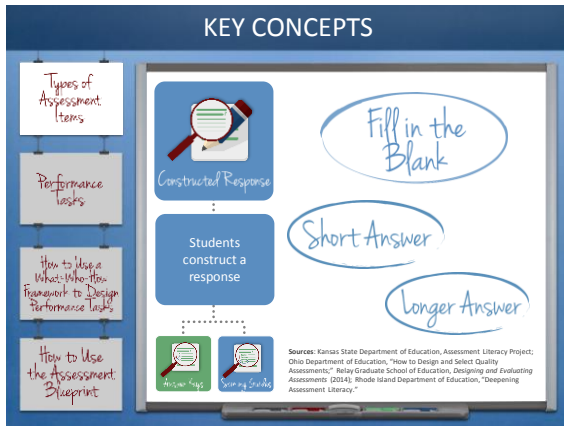 KEY CONCEPTS
Types of
Assessment
Items
Performance
Tasks
How to Use a
What-Who-How
Framework to Design
Performance Tasks
How to Use
the Assessment
Blueprint
Constructed Response
Students
construct a
response
Answer Keys
Scoring Guides
Fill in the
Blank
Short Answer
Longer Answer
Sources: Kansas State Department of Education, Assessment Literacy Project;
Ohio Department of Education, "How to Design and Select Quality
Assessments;" Relay Graduate School of Education, Designing and Evaluating
Assessments (2014); Rhode Island Department of Education, "Deepening
Assessment Literacy."